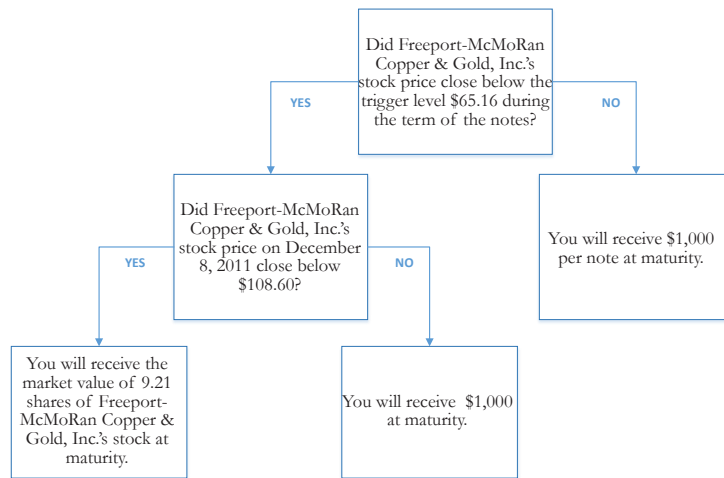 Did Freeport-McMoRan
Copper & Gold, Inc.'s
stock price close below the
trigger level $65.16 during
the term of the notes?
YES
NO
Did Freeport-McMoRan
Copper & Gold, Inc.'s
stock price on December
8, 2011 close below
$108.60?
You will receive $1,000
per note at maturity.
YES
NO
You will receive the
market value of 9.21
shares of Freeport-
McMoRan Copper &
Gold, Inc.'s stock at
maturity.
You will receive $1,000
at maturity.